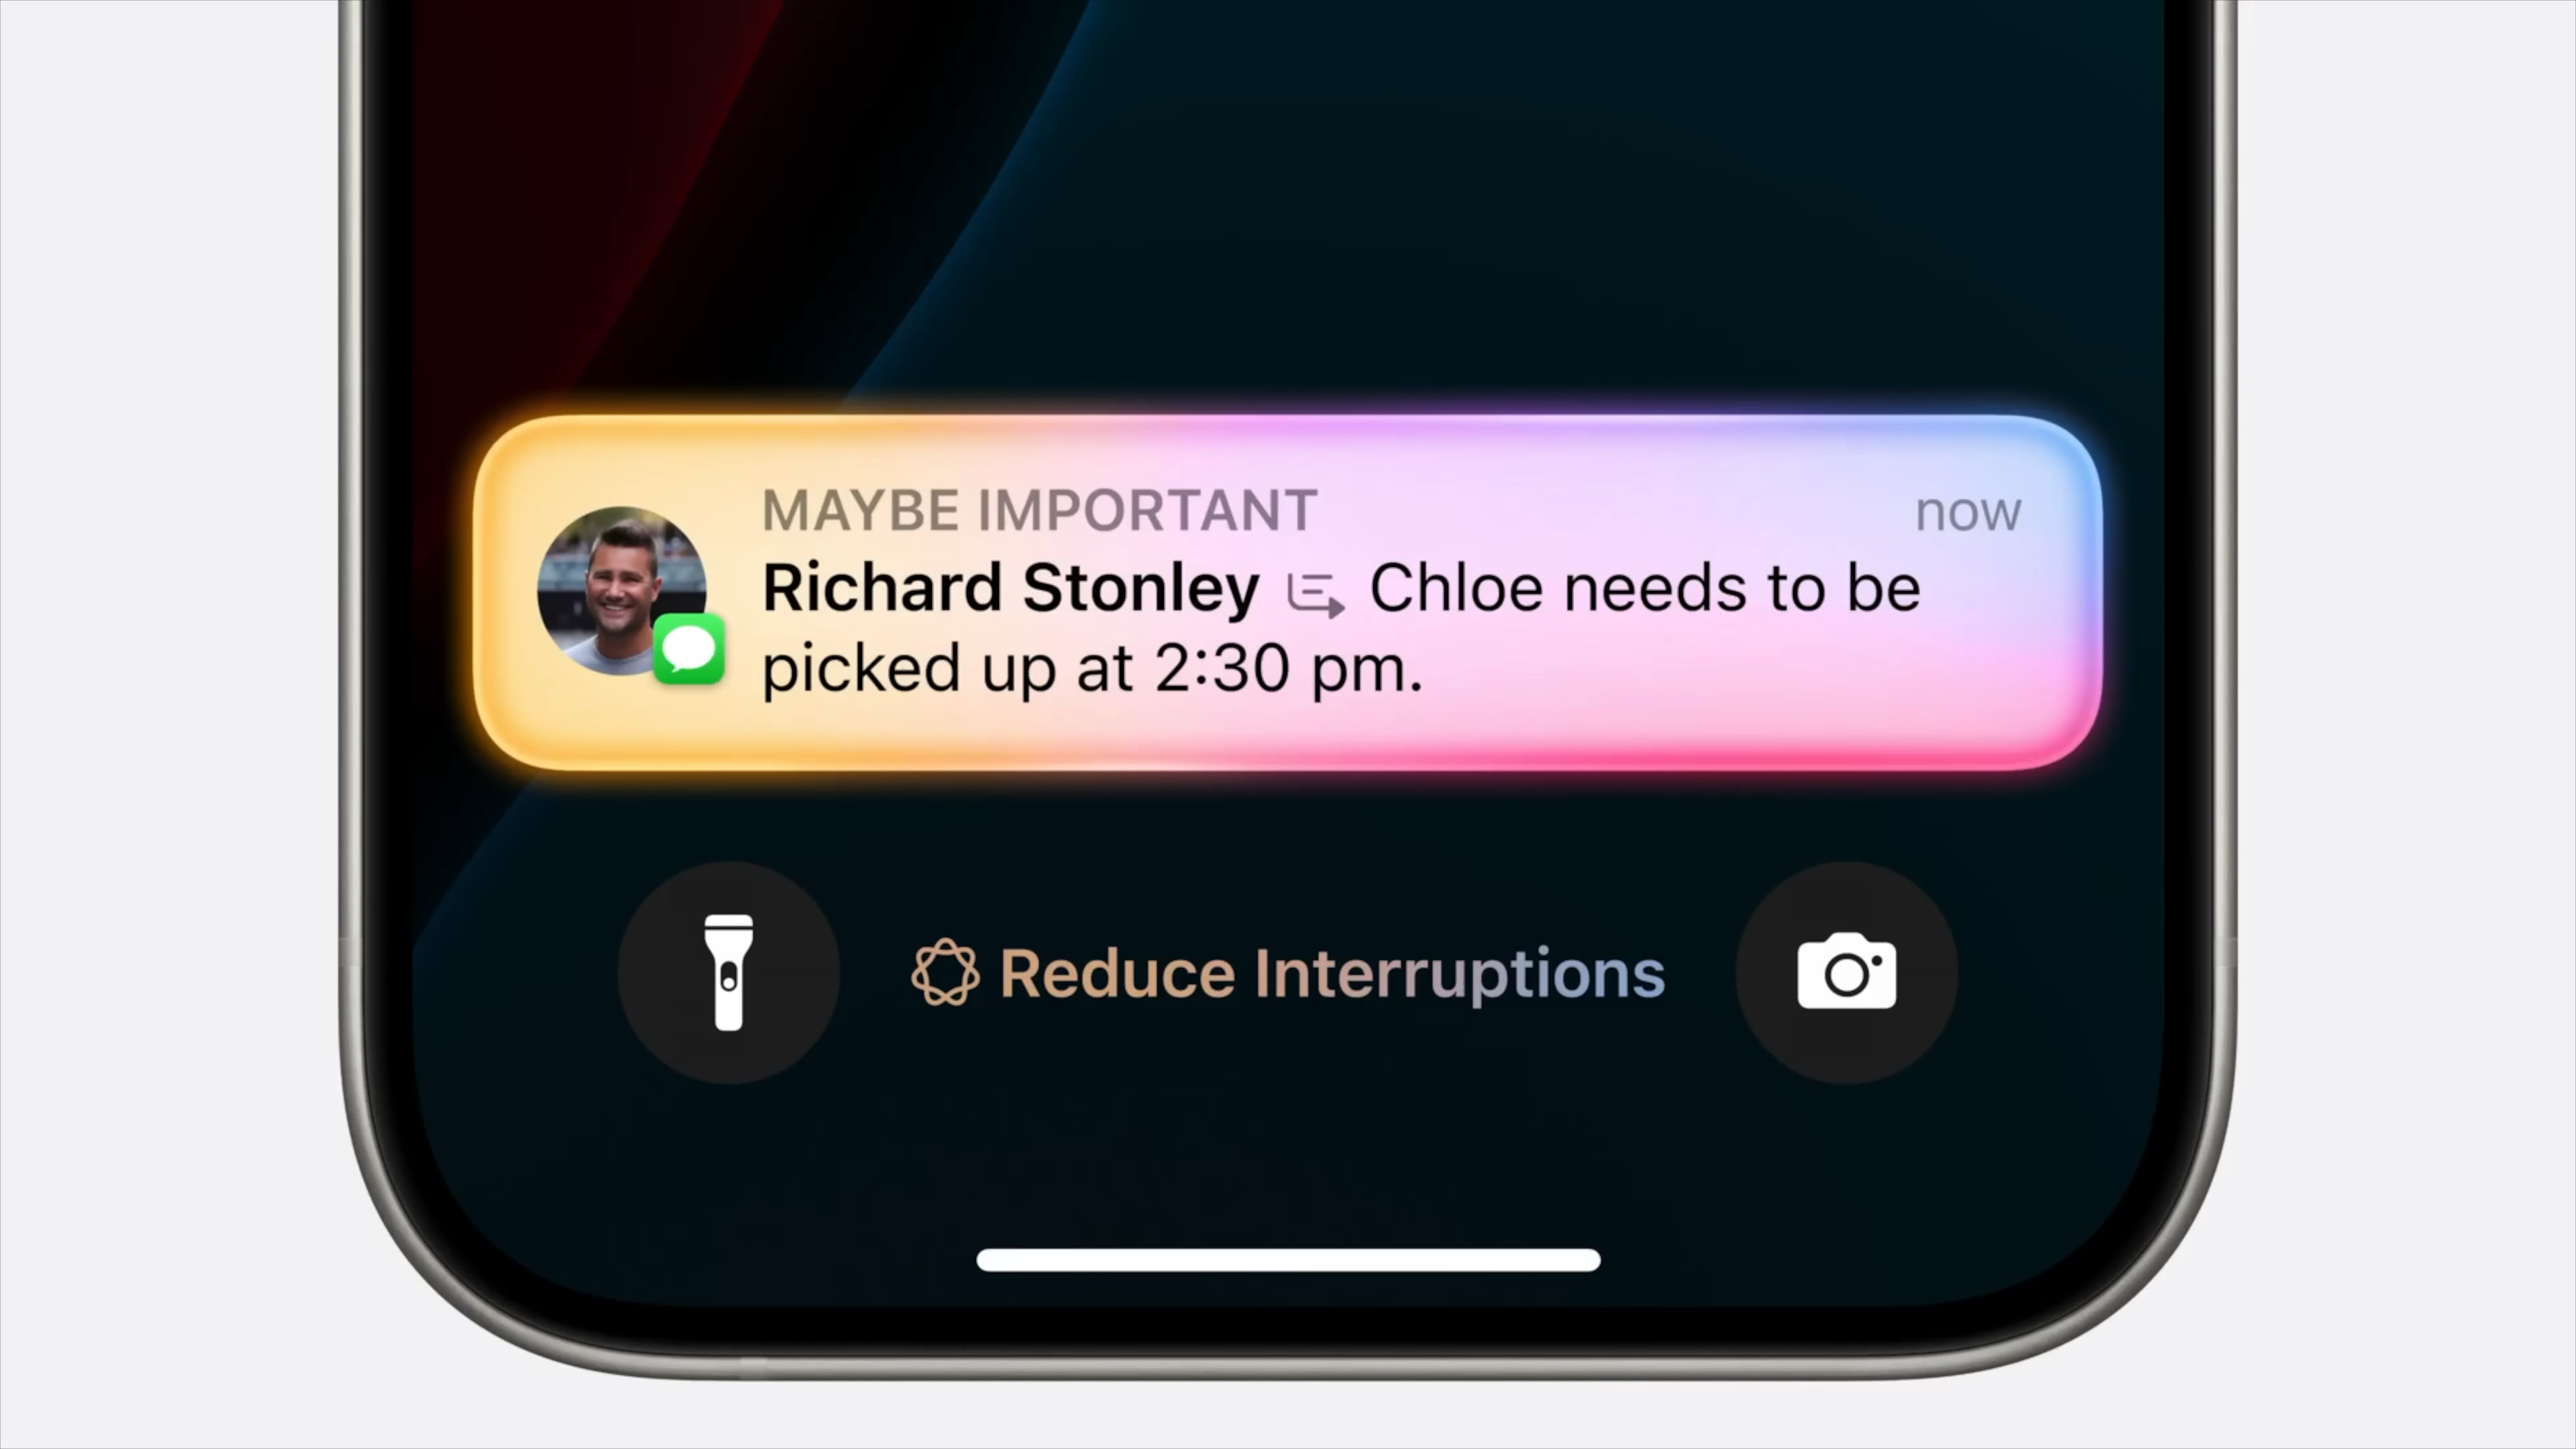 MAYBE IMPORTANT
now
Richard Stonley Chloe needs to be
picked up at 2:30 pm.
Reduce Interruptions